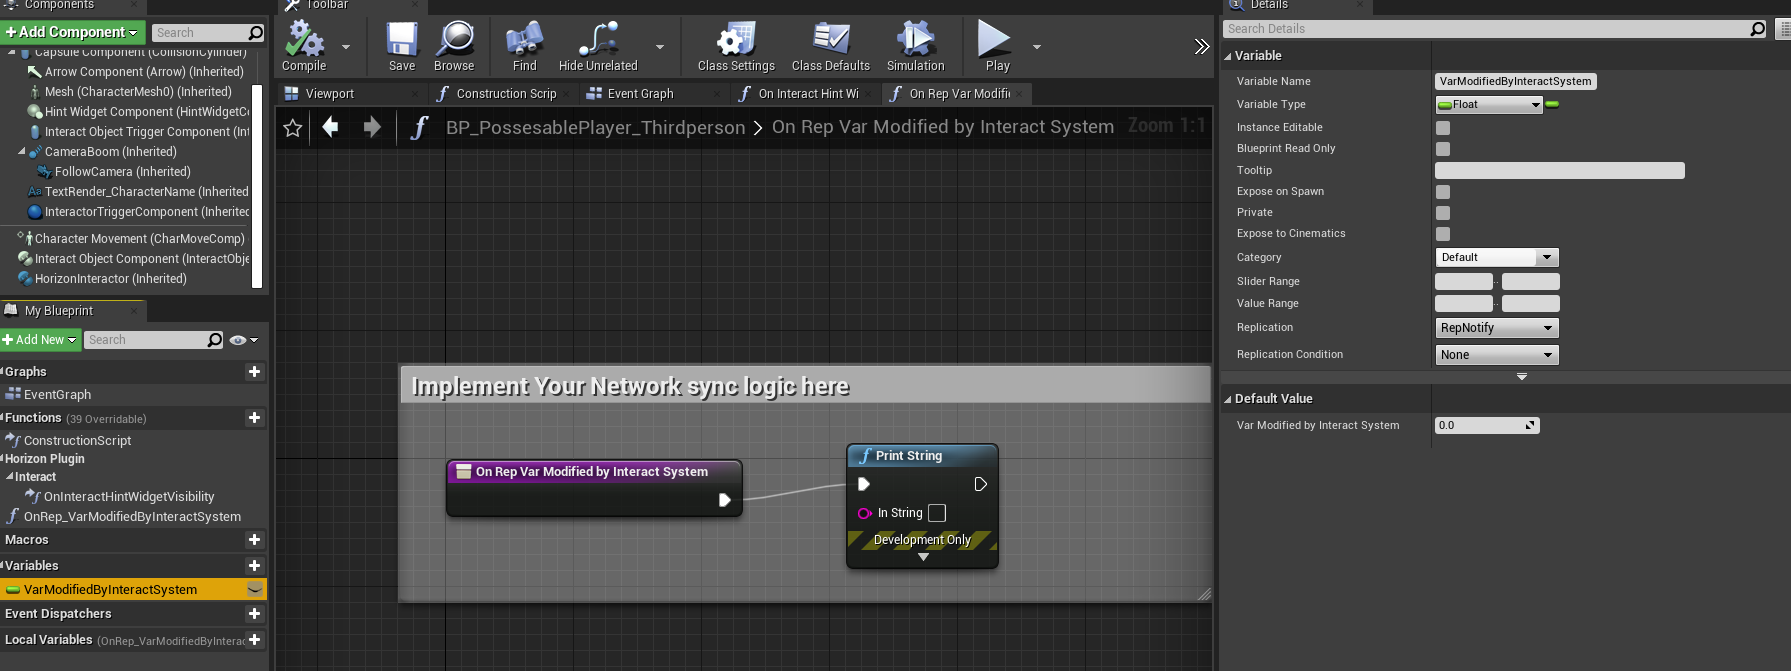 Components
Add Component
Search
Capsule Component (CollisionCylinder)
Arrow Component (Arrow) (Inherited)
Mesh (CharacterMesh0) (Inherited)
Hint Widget Component (HintWidgetCo
Interact Object Trigger Component (Int
CameraBoom (Inherited)
FollowCamera (Inherited)
TextRender_CharacterName (Inherited
InteractorTriggerComponent (Inherited
Character Movement (CharMoveComp)
Interact Object Component (InteractObje
HorizonInteractor (Inherited)
My Blueprint
Add New
Search
Graphs
EventGraph
Functions (39 Overridable)
ConstructionScript
Horizon Plugin
Interact
OnInteractHintWidgetVisibility
OnRep_VarModifiedByInteractSystem
Macros
Variables
VarModifiedByInteractSystem
Event Dispatchers
Local Variables (OnRep_VarModifiedByInterac
Toolbar
Compile
Save
Browse
Find
Hide Unrelated
Class Settings
Class Defaults
Simulation
Play
Viewport
Construction Scrip
Event Graph
On Interact Hint Wi
On Rep Var Modifi
BP_PossesablePlayer_Thirdperson > On Rep Var Modified by Interact System
Zoom 1:1
Implement Your Network sync logic here
On Rep Var Modified by Interact System
Print String
In String
Development Only
Details
Search Details
Variable
Variable Name VarModifiedByInteractSystem
Variable Type Float
Instance Editable
Blueprint Read Only
Tooltip
Expose on Spawn
Private
Expose to Cinematics
Category Default
Slider Range
Value Range
Replication RepNotify
Replication Condition None
Default Value
Var Modified by Interact System 0.0